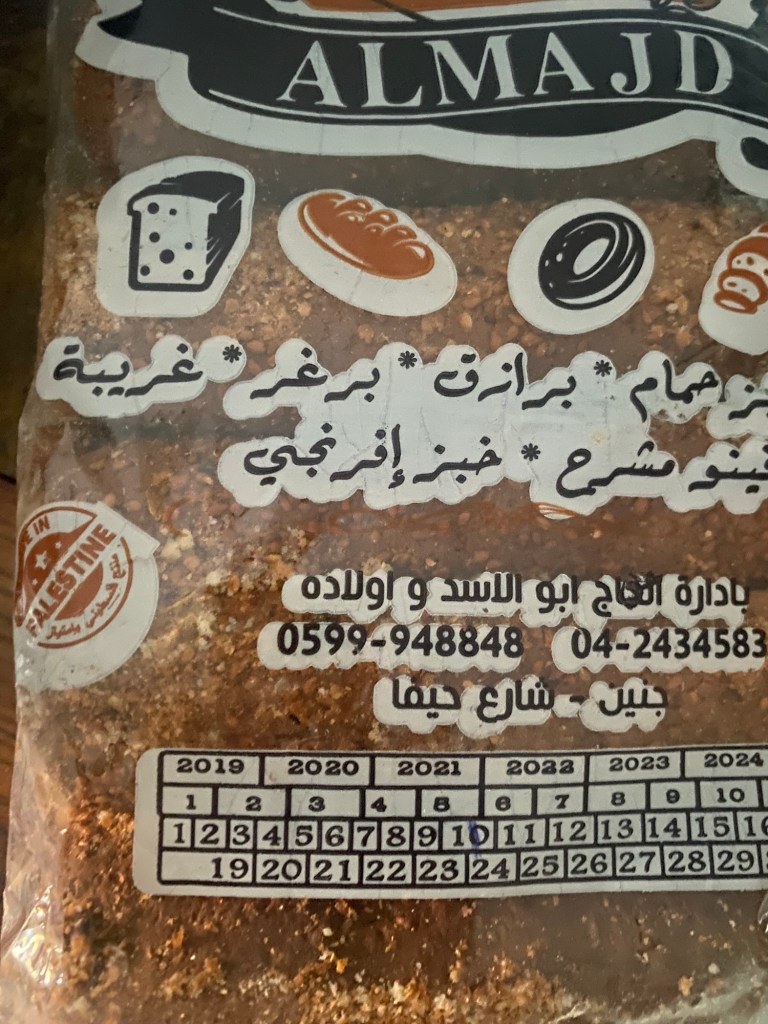 ALMAJD
حمام * برازق * برغر * غريبة
مشرح * خبز إفرنجي
IN
PALESTINE
بادارة الحاج ابو الاسد و اولاده
0599-948848 04-2434583
جنين - شارع حيفا
2019 2020 2021 2022 2023 2024
1 2 3 4 5 6 7 8 9 10
1 2 3 4 5 6 7 8 9 10 11 12 13 14 15 16
19 20 21 22 23 24 25 26 27 28 29